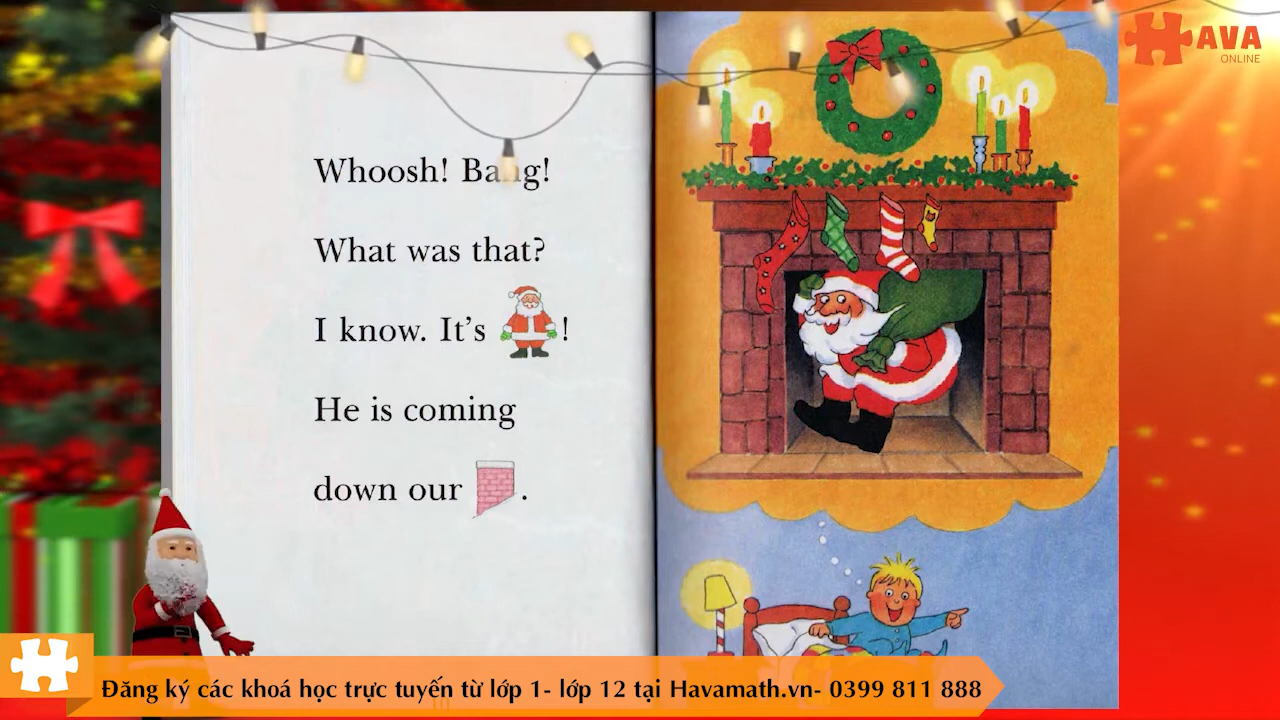 Whoosh! Bang!
What was that?
I know. It's !
He is coming
down our .
HAVA
ONLINE
Đăng ký các khoá học trực tuyến từ lớp 1- lớp 12 tại Havamath.vn- 0399 811 888